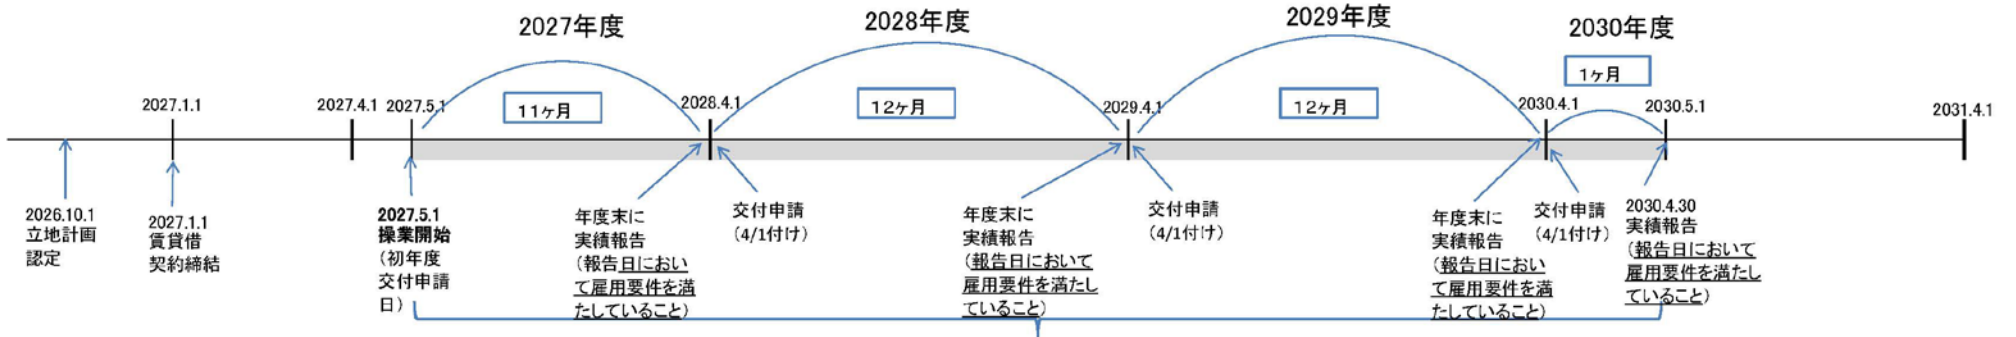 2027年度
2028年度
2029年度
2030年度
11ヶ月
12ヶ月
12ヶ月
1ヶ月
2027.1.1
2027.4.1
2027.5.1
2028.4.1
2029.4.1
2030.4.1
2030.5.1
2031.4.1
2026.10.1
立地計画
認定
2027.1.1
賃貸借
契約締結
2027.5.1
操業開始
(初年度
交付申請
日)
年度末に
実績報告
(報告日におい
て雇用要件を満
たしていること)
交付申請
(4/1付け)
年度末に
実績報告
(報告日において
雇用要件を満たし
ていること)
交付申請
(4/1付け)
年度末に
実績報告
(報告日におい
て雇用要件を満
たしていること)
交付申請
(4/1付け)
2030.4.30
実績報告
(報告日において
雇用要件を満たし
ていること)